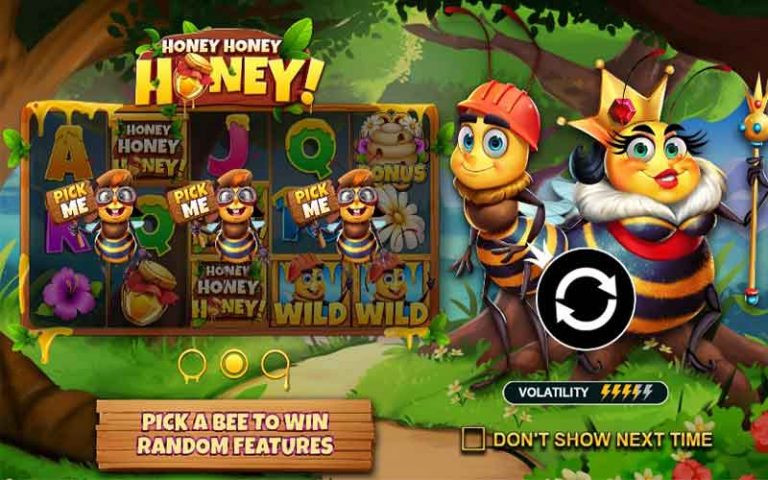 HONEY HONEY
HONEY!
A
HONEY
HONEY
HONEY!
J
Q
BONUS
PICK
ME
PICK
ME
PICK
ME
K
Q
HONEY
HONEY
HONEY!
WILD
WILD
VOLATILITY
PICK A BEE TO WIN
RANDOM FEATURES
DON'T SHOW NEXT TIME